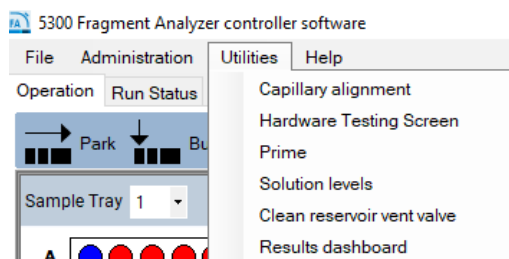 5300 Fragment Analyzer controller software
File Administration Utilities Help
Operation Run Status
Capillary alignment
Hardware Testing Screen
Park
Prime
Solution levels
Sample Tray 1
Clean reservoir vent valve
Results dashboard